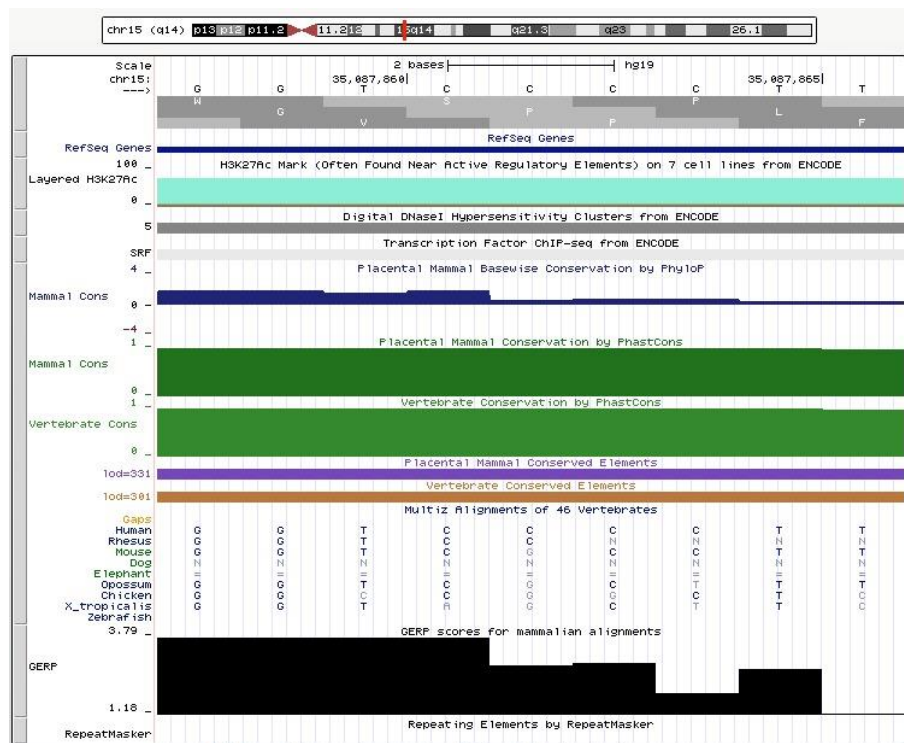 chr15 (q14) p13 p12 p11.2 11.2 12 15q14 q21.3 q23 26.1
Scale 2 bases hg19
chr15: 35,087,860 35,087,865
---> G G T C C C C T T
W S P
G P L
V P F
RefSeq Genes
RefSeq Genes
100 _ H3K27Ac Mark (Often Found Near Active Regulatory Elements) on 7 cell lines from ENCODE
Layered H3K27Ac
0 _
Digital DNaseI Hypersensitivity Clusters from ENCODE
5
Transcription Factor ChIP-seq from ENCODE
SRF
4 _ Placental Mammal Basewise Conservation by PhyloP
Mammal Cons
0 _
-4 _
1 _ Placental Mammal Conservation by PhastCons
Mammal Cons
0 _
1 _ Vertebrate Conservation by PhastCons
Vertebrate Cons
0 _
Placental Mammal Conserved Elements
lod=331
Vertebrate Conserved Elements
lod=301
Multiz Alignments of 46 Vertebrates
Gaps
Human G G T C C C C T T
Rhesus G G T C C N N N N
Mouse G G T C G C C T T
Dog N N N N N N N N N
Elephant = = = = = = = = =
Opossum G G T C G C T T T
Chicken G G C C G G C T C
X_tropicalis G G T A G C T T C
Zebrafish
3.79 _ GERP scores for mammalian alignments
GERP
1.18 _
Repeating Elements by RepeatMasker
RepeatMasker